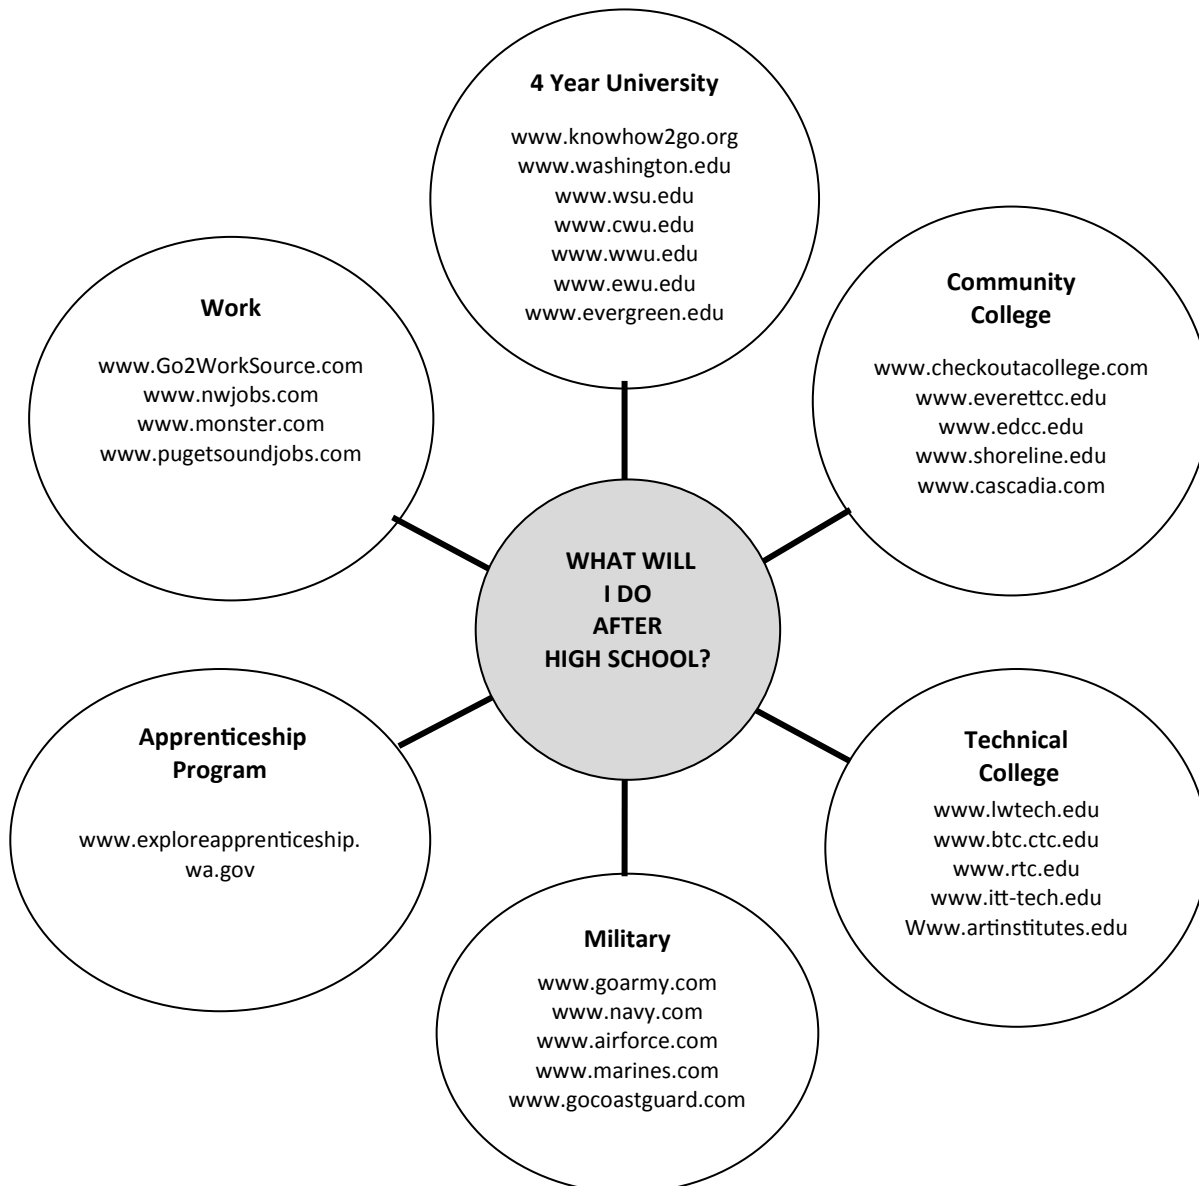 4 Year University
www.knowhow2go.org
www.washington.edu
www.wsu.edu
www.cwu.edu
www.wwu.edu
www.ewu.edu
www.evergreen.edu
Community
College
www.checkoutacollege.com
www.everettcc.edu
www.edcc.edu
www.shoreline.edu
www.cascadia.com
Work
www.Go2WorkSource.com
www.nwjobs.com
www.monster.com
www.pugetsoundjobs.com
WHAT WILL
I DO
AFTER
HIGH SCHOOL?
Apprenticeship
Program
www.exploreapprenticeship.
wa.gov
Technical
College
www.lwtech.edu
www.btc.ctc.edu
www.rtc.edu
www.itt-tech.edu
Www.artinstitutes.edu
Military
www.goarmy.com
www.navy.com
www.airforce.com
www.marines.com
www.gocoastguard.com